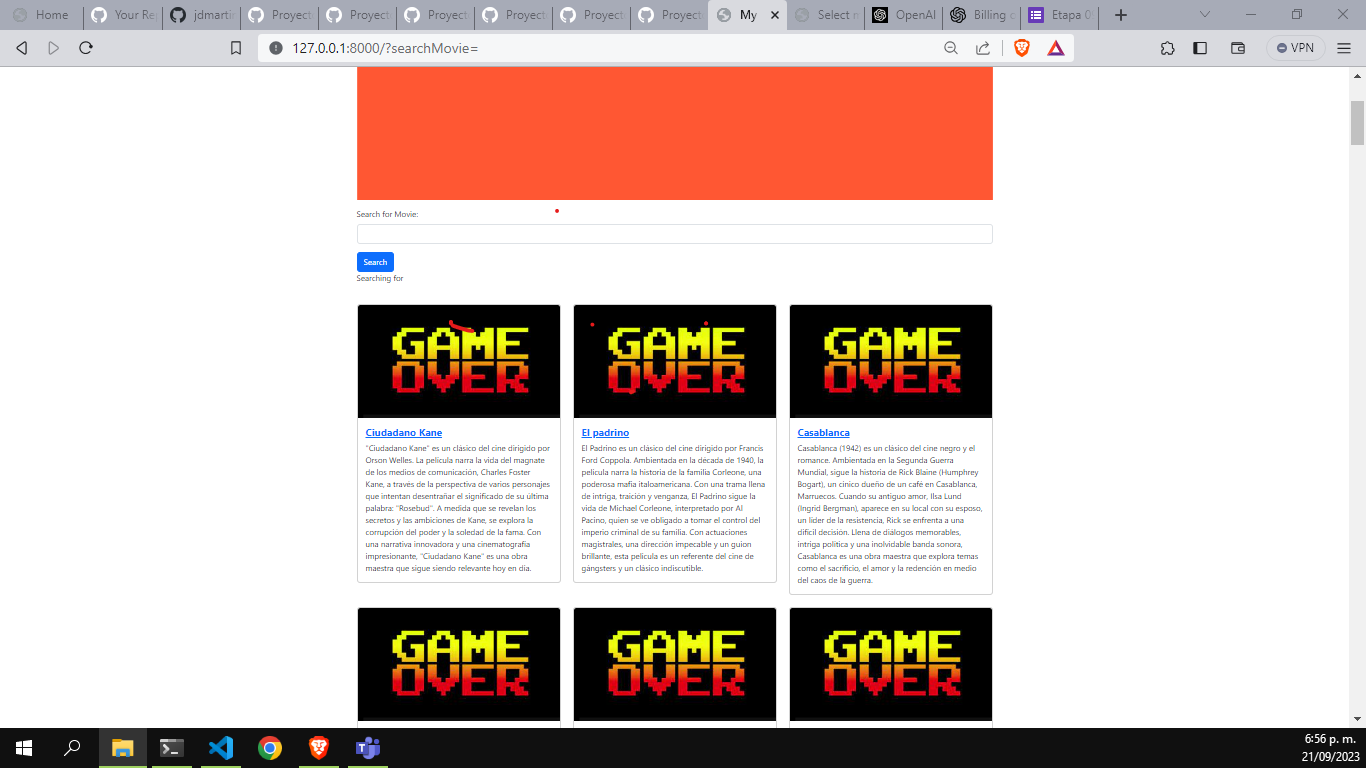 Home
Your Re
jdmartin
Proyect
Proyect
Proyect
Proyect
Proyect
Proyect
My
Select m
OpenAI
Billing o
Etapa 0
127.0.0.1:8000/?searchMovie=
VPN
Search for Movie:
Search
Searching for
GAME
OVER
GAME
OVER
GAME
OVER
Ciudadano Kane
"Ciudadano Kane" es un clásico del cine dirigido por
Orson Welles. La película narra la vida del magnate
de los medios de comunicación, Charles Foster
Kane, a través de la perspectiva de varios personajes
que intentan desentrañar el significado de su última
palabra: "Rosebud". A medida que se revelan los
secretos y las ambiciones de Kane, se explora la
corrupción del poder y la soledad de la fama. Con
una narrativa innovadora y una cinematografía
impresionante, "Ciudadano Kane" es una obra
maestra que sigue siendo relevante hoy en día.
El padrino
El Padrino es un clásico del cine dirigido por Francis
Ford Coppola. Ambientada en la década de 1940, la
película narra la historia de la familia Corleone, una
poderosa mafia italoamericana. Con una trama llena
de intriga, traición y venganza, El Padrino sigue la
vida de Michael Corleone, interpretado por Al
Pacino, quien se ve obligado a tomar el control del
imperio criminal de su familia. Con actuaciones
magistrales, una dirección impecable y un guion
brillante, esta película es un referente del cine de
gángsters y un clásico indiscutible.
Casablanca
Casablanca (1942) es un clásico del cine negro y el
romance. Ambientada en la Segunda Guerra
Mundial, sigue la historia de Rick Blaine (Humphrey
Bogart), un cínico dueño de un café en Casablanca,
Marruecos. Cuando su antiguo amor, Ilsa Lund
(Ingrid Bergman), aparece en su local con su esposo,
un líder de la resistencia, Rick se enfrenta a una
difícil decisión. Llena de diálogos memorables,
intriga política y una inolvidable banda sonora,
Casablanca es una obra maestra que explora temas
como el sacrificio, el amor y la redención en medio
del caos de la guerra.
GAME
OVER
GAME
OVER
GAME
OVER
6:56 p. m.
21/09/2023